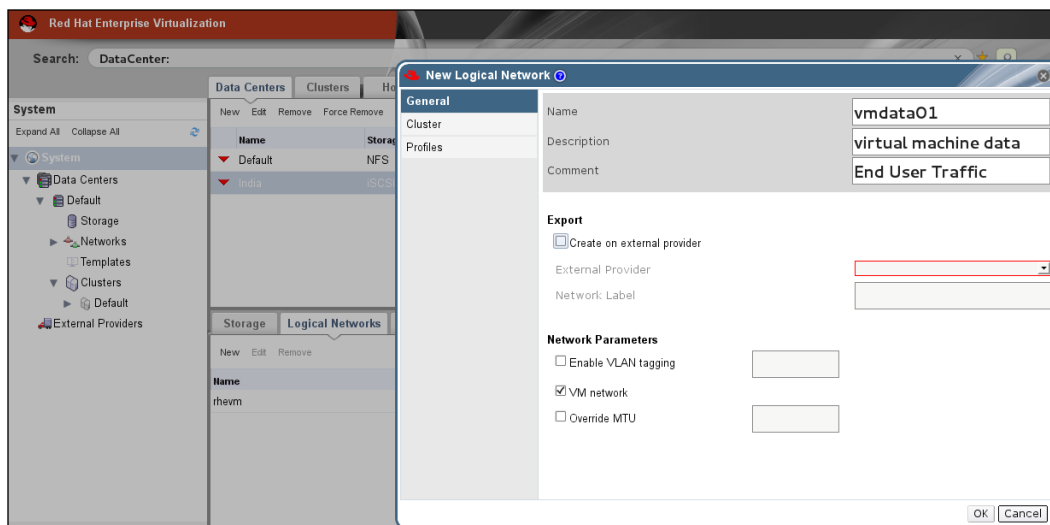 Red Hat Enterprise Virtualization
Search: DataCenter:
Data Centers Clusters Ho
System
Expand All Collapse All
New Edit Remove Force Remove
Name Storag
Default NFS
India iSCSI
System
Data Centers
Default
Storage
Networks
Templates
Clusters
Default
External Providers
Storage Logical Networks
New Edit Remove
Name
rhevm
New Logical Network
General
Cluster
Profiles
Name vmdata01
Description virtual machine data
Comment End User Traffic
Export
Create on external provider
External Provider
Network Label
Network Parameters
Enable VLAN tagging
VM network
Override MTU
OK Cancel